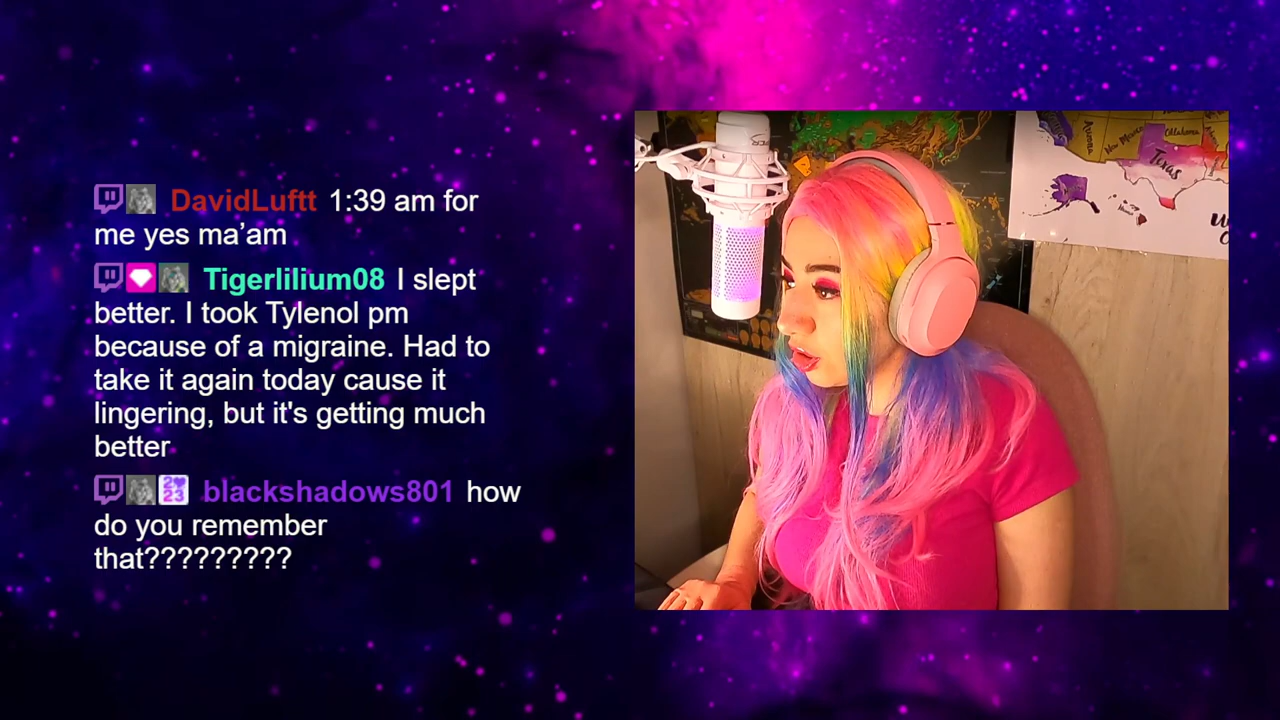 DavidLuftt 1:39 am for
me yes ma’am
Tigerlilium08 I slept
better. I took Tylenol pm
because of a migraine. Had to
take it again today cause it
lingering, but it's getting much
better
blackshadows801 how
do you remember
that?????????
New Mexico
Oklahoma
Texas